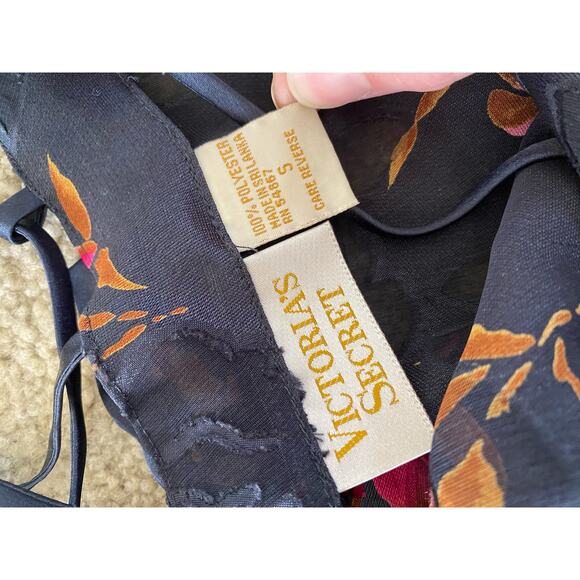 100% POLYESTER
MADE IN SRI LANKA
RN 54867
S
CARE REVERSE
VICTORIA'S
SECRET